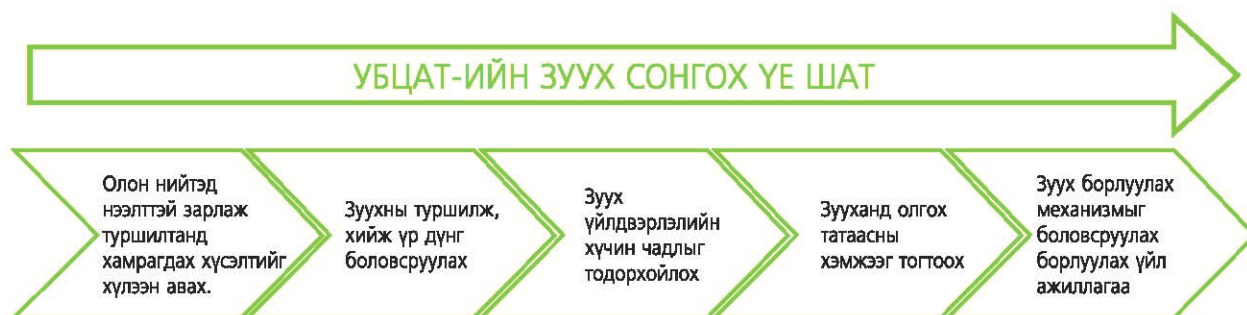 УБЦАТ-ИЙН ЗУУХ СОНГОХ ҮЕ ШАТ
Олон нийтэд
нээлттэй зарлаж
туршилтанд
хамрагдах хүсэлтийг
хүлээн авах.
Зуухны туршилж,
хийж үр дүнг
боловсруулах
Зуух
үйлдвэрлэлийн
хүчин чадлыг
тодорхойлох
Зууханд олгох
татаасны
хэмжээг тогтоох
Зуух борлуулах
механизмыг
боловсруулах
борлуулах үйл
ажиллагаа